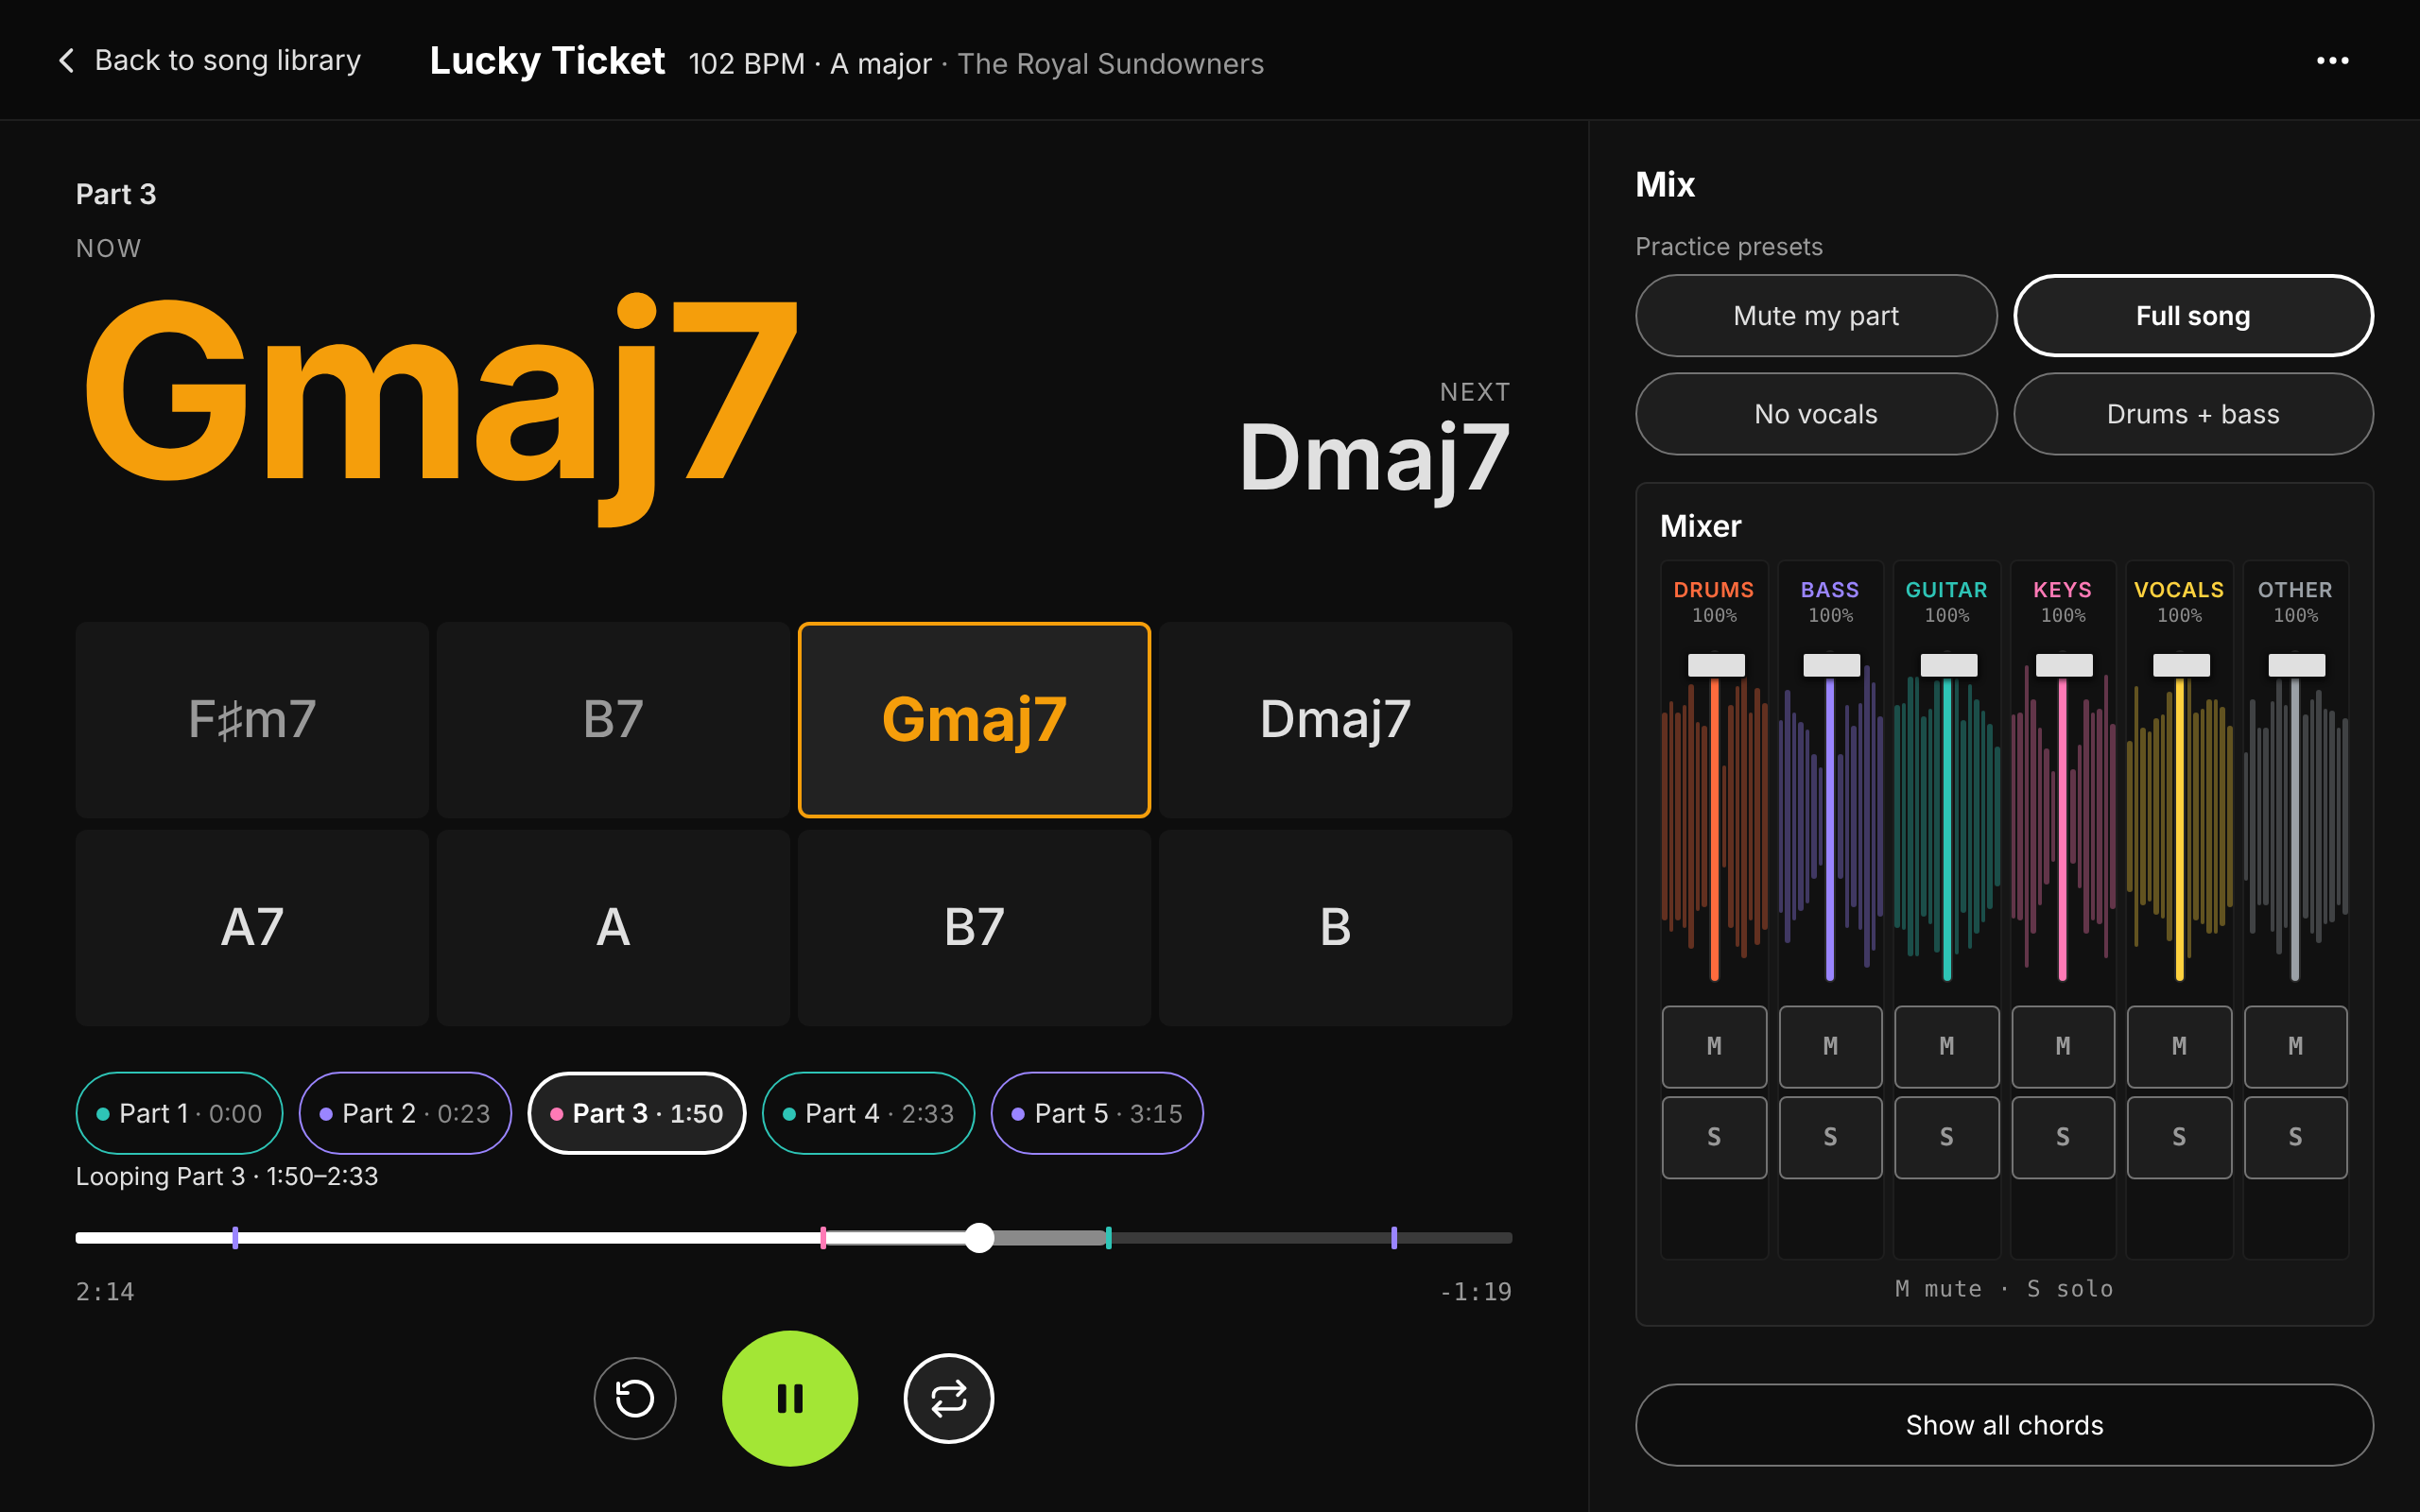 Back to song library
Lucky Ticket 102 BPM · A major · The Royal Sundowners
Part 3
NOW
Gmaj7
NEXT
Dmaj7
F♯m7 B7 Gmaj7 Dmaj7
A7 A B7 B
Part 1 · 0:00 Part 2 · 0:23 Part 3 · 1:50 Part 4 · 2:33 Part 5 · 3:15
Looping Part 3 · 1:50–2:33
2:14 -1:19
Mix
Practice presets
Mute my part Full song
No vocals Drums + bass
Mixer
DRUMS BASS GUITAR KEYS VOCALS OTHER
100% 100% 100% 100% 100% 100%
M M M M M M
S S S S S S
M mute · S solo
Show all chords